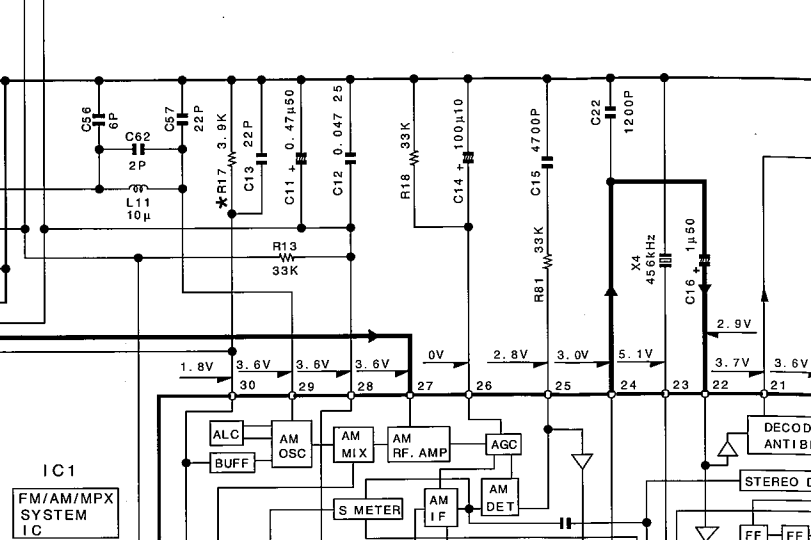 C56
6P
C62
2P
C57
22P
L11
10μ
*R17 3.9K
C13 22P
C11 + 0.47μ50
C12 0.047 25
R13
33K
R18 33K
C14 + 100μ10
C15 4700P
R81 33K
C22 1200P
X4
456kHz
C16 + 1μ50
1.8V
3.6V
3.6V
3.6V
0V
2.8V
3.0V
5.1V
2.9V
3.7V
3.6V
30
29
28
27
26
25
24
23
22
21
ALC
BUFF
AM
OSC
AM
MIX
AM
RF.AMP
AGC
S METER
AM
IF
AM
DET
DECOD
ANTIBI
STEREO D
FF
FF
IC1
FM/AM/MPX
SYSTEM
IC